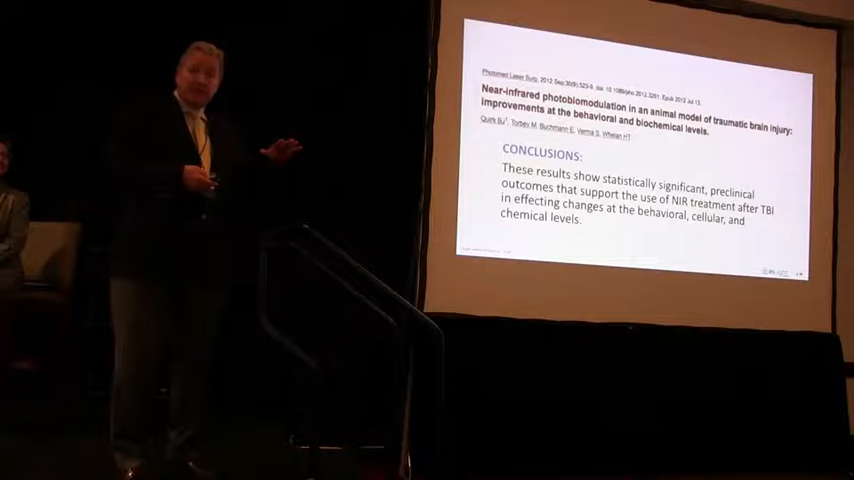 Photomed Laser Surg. 2012 Sep;30(9):523-9. doi: 10.1089/pho.2012.3261. Epub 2012 Jul 13.
Near-infrared photobiomodulation in an animal model of traumatic brain injury:
improvements at the behavioral and biochemical levels.
Quirk BJ, Torbey M, Buchmann E, Verma S, Whelan HT.
CONCLUSIONS:
These results show statistically significant, preclinical
outcomes that support the use of NIR treatment after TBI
in effecting changes at the behavioral, cellular, and
chemical levels.